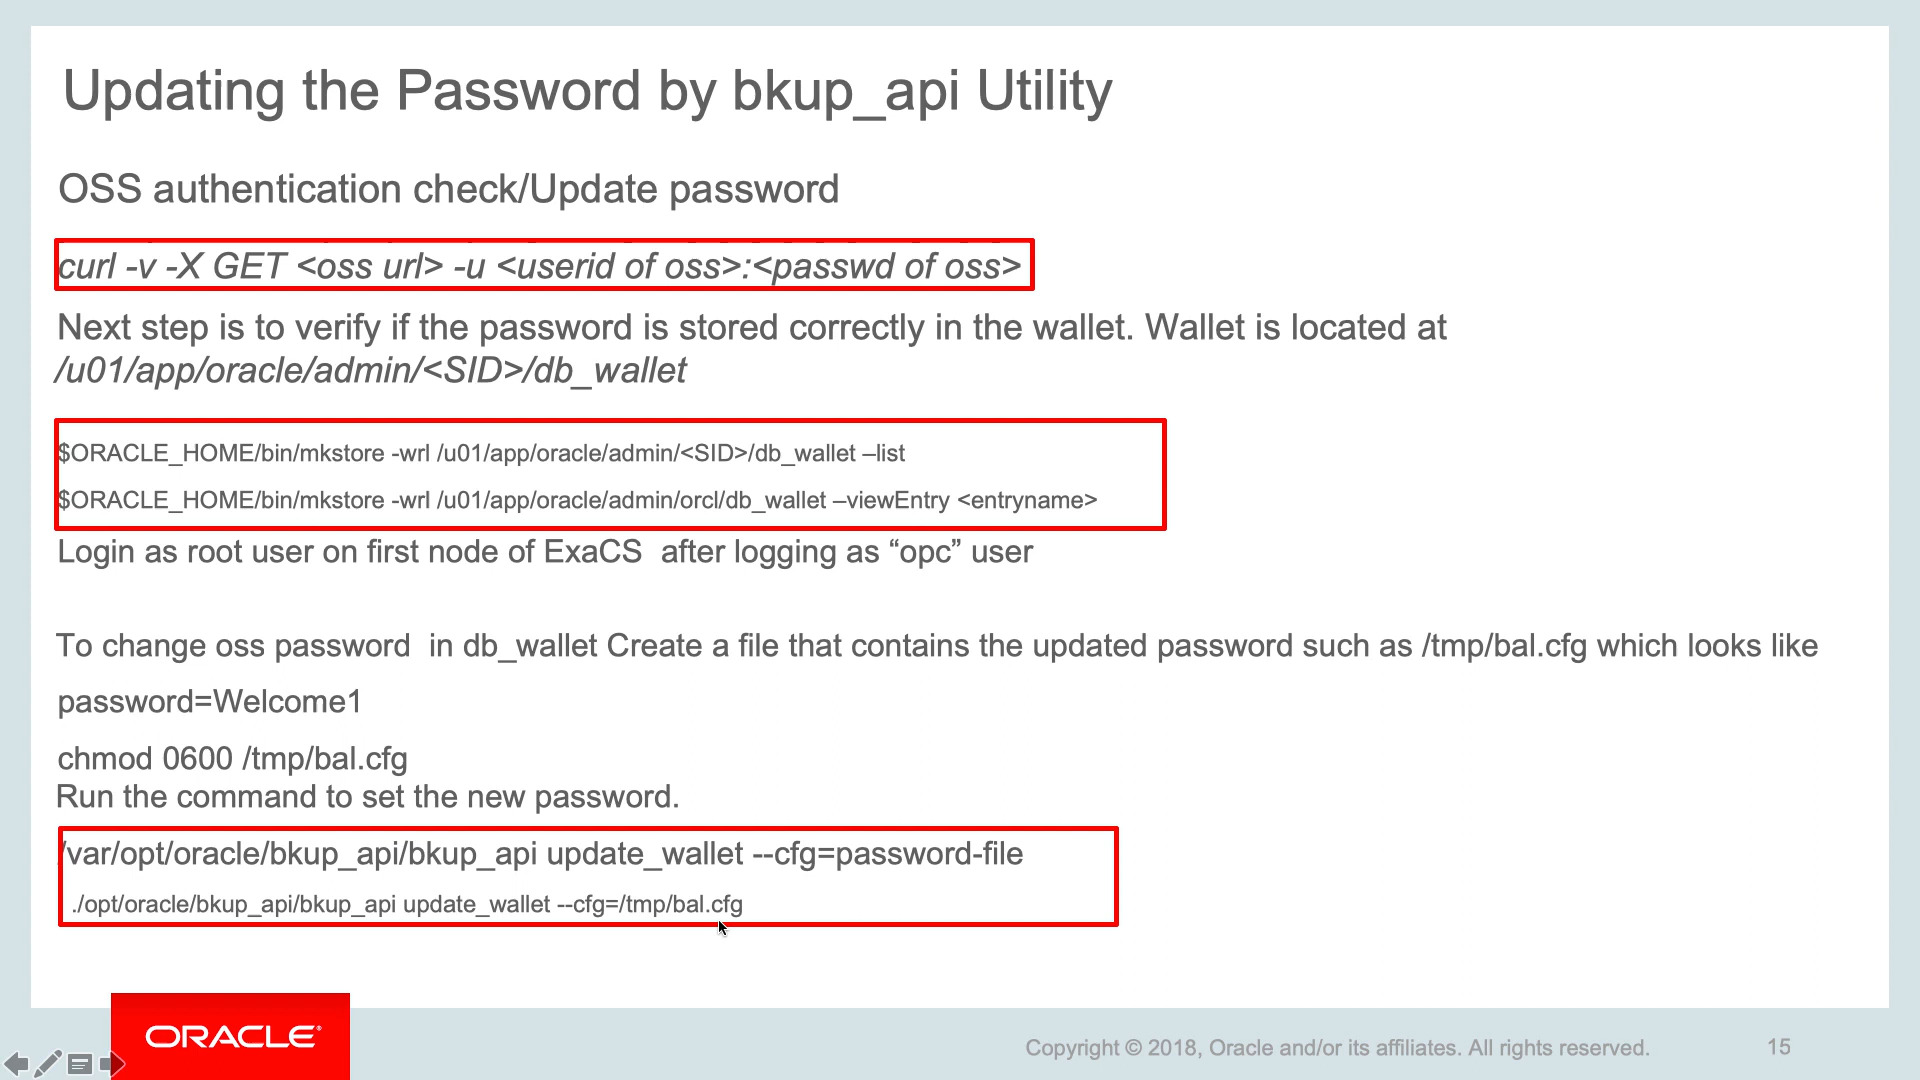 Updating the Password by bkup_api Utility
OSS authentication check/Update password
curl -v -X GET <oss url> -u <userid of oss>:<passwd of oss>
Next step is to verify if the password is stored correctly in the wallet. Wallet is located at
/u01/app/oracle/admin/<SID>/db_wallet
$ORACLE_HOME/bin/mkstore -wrl /u01/app/oracle/admin/<SID>/db_wallet –list
$ORACLE_HOME/bin/mkstore -wrl /u01/app/oracle/admin/orcl/db_wallet –viewEntry <entryname>
Login as root user on first node of ExaCS  after logging as “opc” user
To change oss password  in db_wallet Create a file that contains the updated password such as /tmp/bal.cfg which looks like
password=Welcome1
chmod 0600 /tmp/bal.cfg
Run the command to set the new password.
/var/opt/oracle/bkup_api/bkup_api update_wallet --cfg=password-file
./opt/oracle/bkup_api/bkup_api update_wallet --cfg=/tmp/bal.cfg
ORACLE®
Copyright © 2018, Oracle and/or its affiliates. All rights reserved.
15